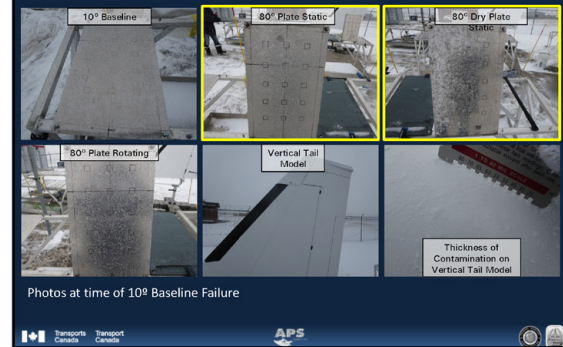 10º Baseline
80º Plate Static
80º Dry Plate
Static
80º Plate Rotating
Vertical Tail
Model
Thickness of
Contamination on
Vertical Tail Model
Photos at time of 10º Baseline Failure
Transports
Canada
Transport
Canada
APS